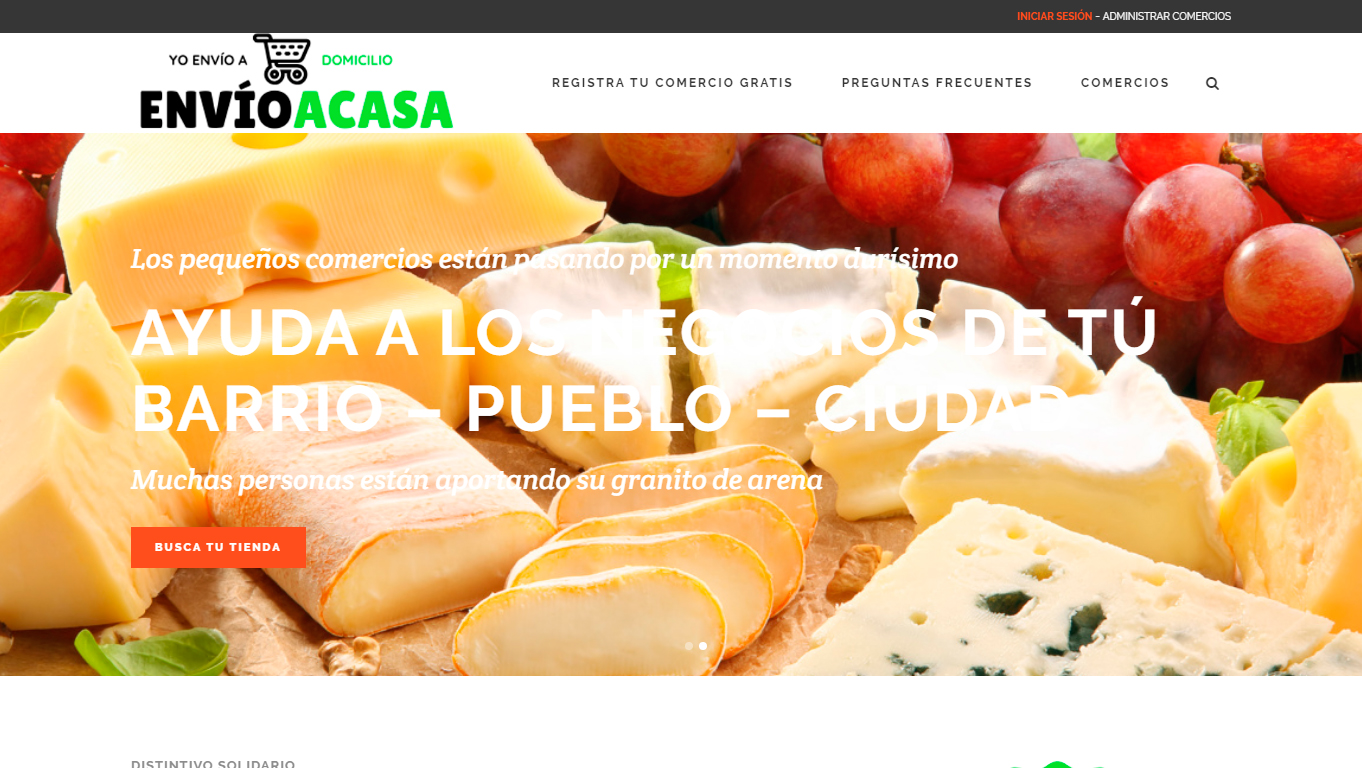 INICIAR SESIÓN - ADMINISTRAR COMERCIOS
YO ENVÍO A DOMICILIO
ENVÍOACASA
REGISTRA TU COMERCIO GRATIS PREGUNTAS FRECUENTES COMERCIOS
Los pequeños comercios están pasando por un momento durísimo
AYUDA A LOS NEGOCIOS DE TÚ
BARRIO – PUEBLO – CIUDAD
Muchas personas están aportando su granito de arena
BUSCA TU TIENDA
DISTINTIVO SOLIDARIO